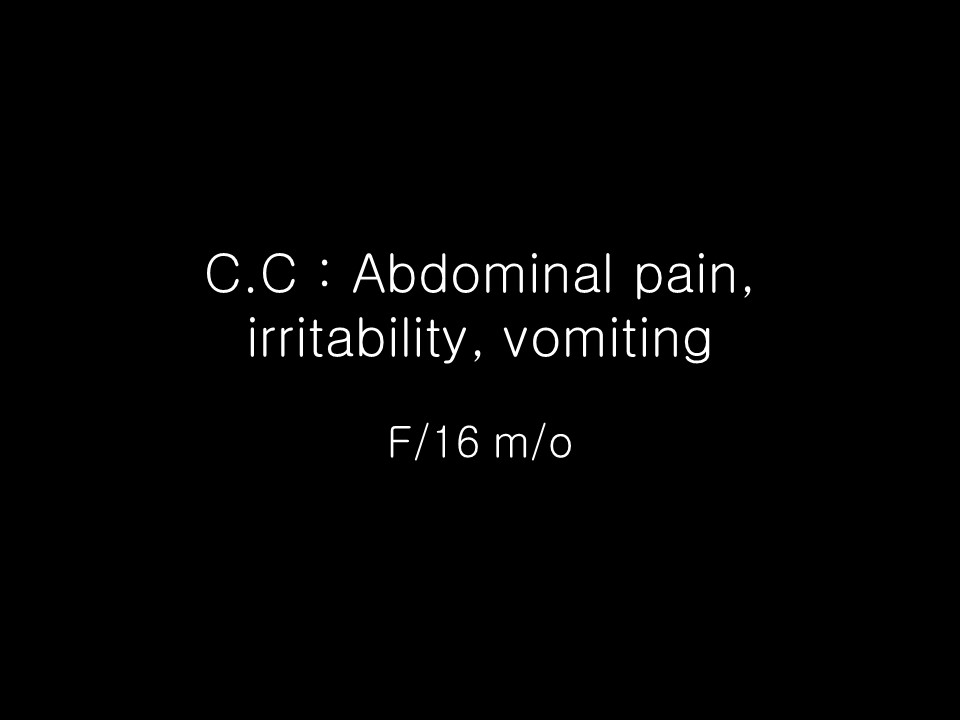 C.C : Abdominal pain,
irritability, vomiting
F/16 m/o